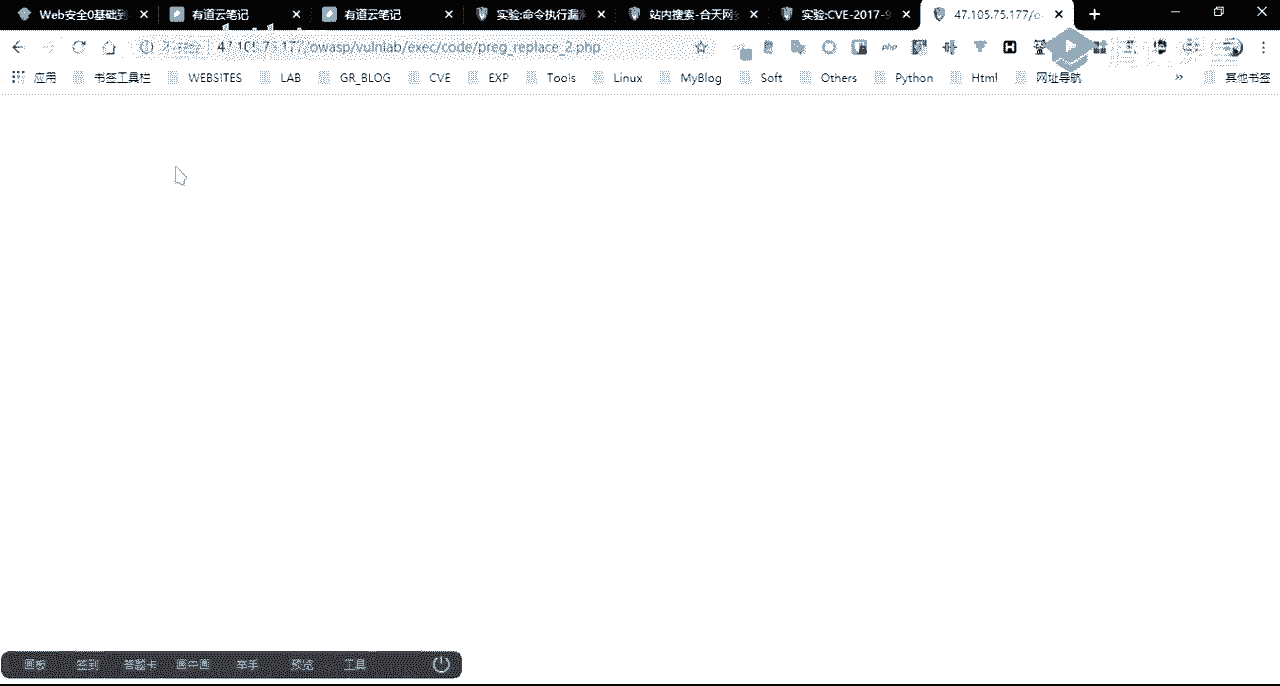 Web安全0基础到
有道云笔记
有道云笔记
实验:命令执行漏
站内搜索-合天网
实验:CVE-2017-9
47.105.75.177/o
47.105.75.177//owasp/vulnlab/exec/code/preg_replace_2.php
php
应用 书签工具栏 WEBSITES LAB GR_BLOG CVE EXP Tools Linux MyBlog Soft Others Python Html 网址导航 » 其他书签
画板 签到 答题卡 画中画 举手 预览 工具